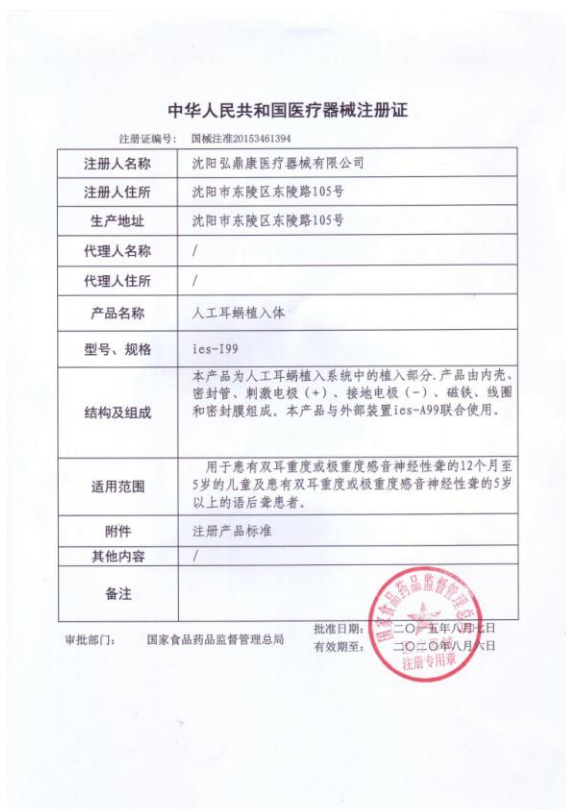 中华人民共和国医疗器械注册证
注册证编号: 国械注准20153461394
注册人名称 沈阳弘鼎康医疗器械有限公司
注册人住所 沈阳市东陵区东陵路105号
生产地址 沈阳市东陵区东陵路105号
代理人名称 /
代理人住所 /
产品名称 人工耳蜗植入体
型号、规格 ies-I99
结构及组成
本产品为人工耳蜗植入系统中的植入部分.产品由内壳、
密封管、刺激电极(+)、接地电极(-)、磁铁、线圈
和密封膜组成。本产品与外部装置ies-A99联合使用。
适用范围
用于患有双耳重度或极重度感音神经性聋的12个月至
5岁的儿童及患有双耳重度或极重度感音神经性聋的5岁
以上的语后聋患者。
附件 注册产品标准
其他内容 /
备注
审批部门: 国家食品药品监督管理总局
批准日期: 二〇一五年八月七日
有效期至: 二〇二〇年八月六日
国家食品药品监督管理总局
注册专用章